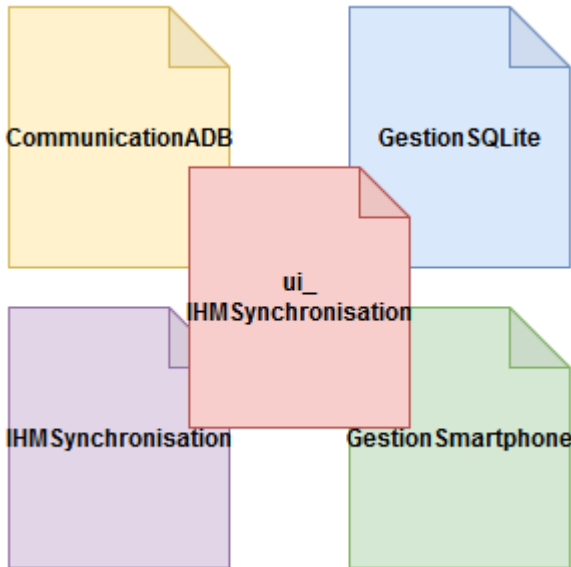 CommunicationADB
GestionSQLite
ui_
IHMSynchronisation
IHMSynchronisation
GestionSmartphone